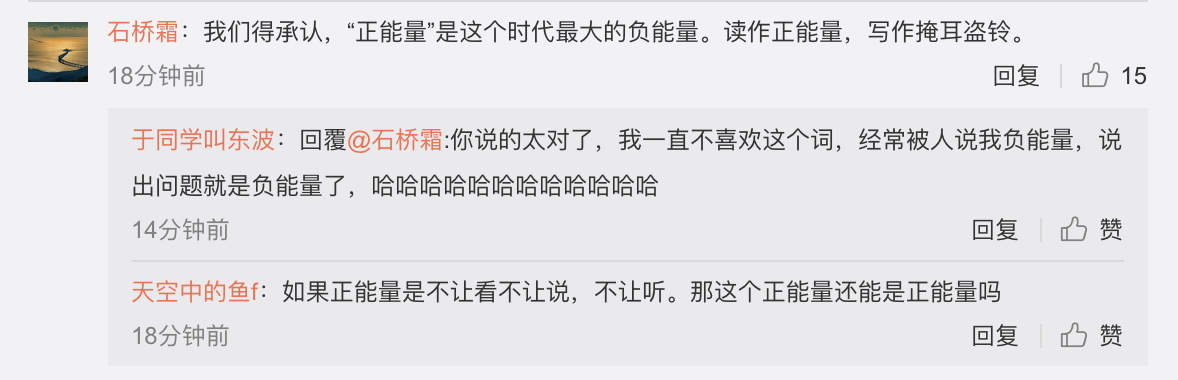 石桥霜：我们得承认，“正能量”是这个时代最大的负能量。读作正能量，写作掩耳盗铃。
18分钟前 回复 15
于同学叫东波：回覆@石桥霜:你说的太对了，我一直不喜欢这个词，经常被人说我负能量，说
出问题就是负能量了，哈哈哈哈哈哈哈哈哈哈哈哈
14分钟前 回复 赞
天空中的鱼f：如果正能量是不让看不让说，不让听。那这个正能量还能是正能量吗
18分钟前 回复 赞